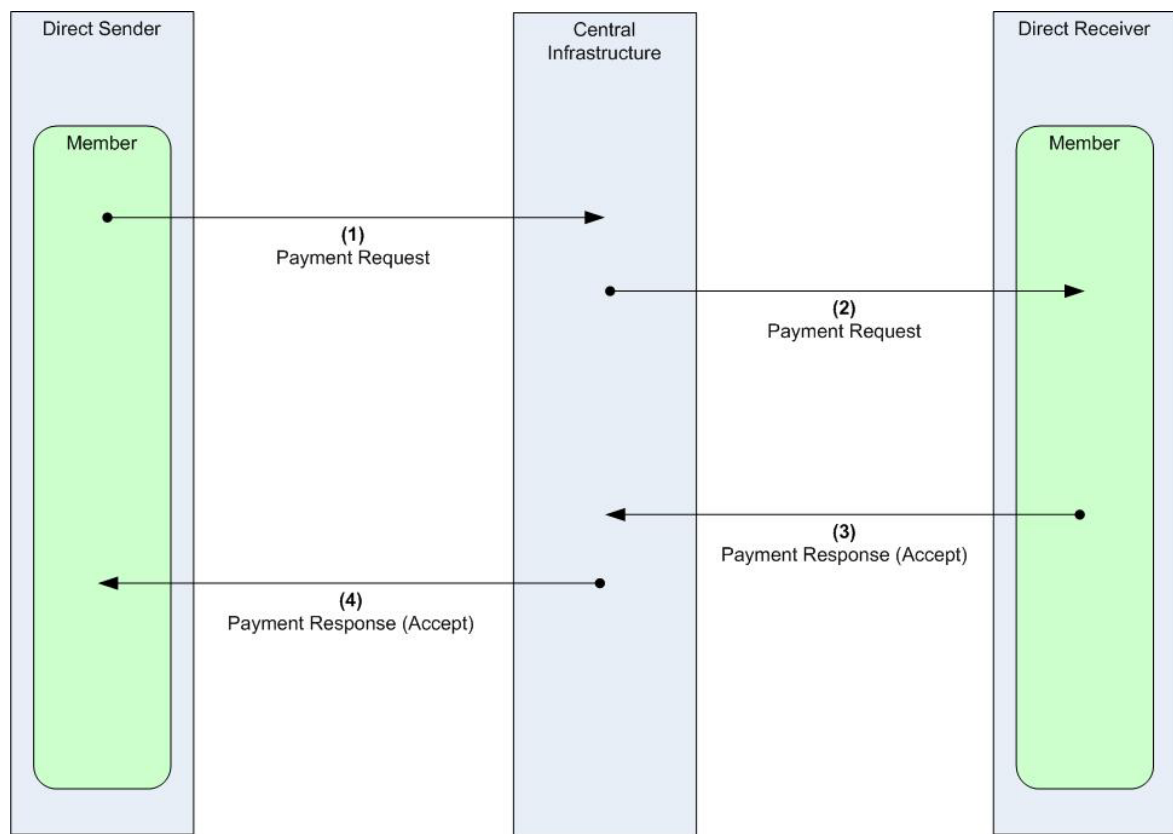 Direct Sender
Central
Infrastructure
Direct Receiver
Member
Member
(1)
Payment Request
(2)
Payment Request
(3)
Payment Response (Accept)
(4)
Payment Response (Accept)